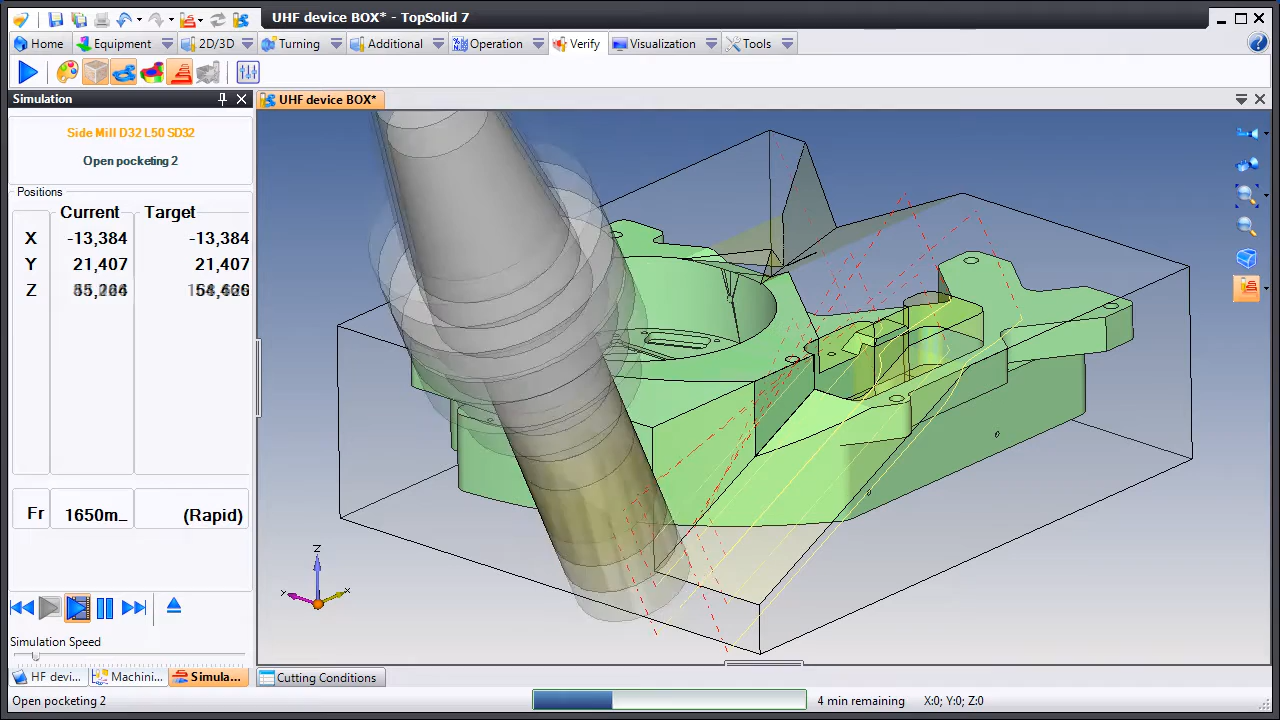 UHF device BOX* - TopSolid 7
Home Equipment 2D/3D Turning Additional Operation Verify Visualization Tools
Simulation
UHF device BOX*
Side Mill D32 L50 SD32
Open pocketing 2
Positions
Current Target
X -13,384 -13,384
Y 21,407 21,407
Z
Fr 1650m_ (Rapid)
Simulation Speed
HF devi... Machini... Simula...
Cutting Conditions
Open pocketing 2
4 min remaining X:0; Y:0; Z:0
Z
X